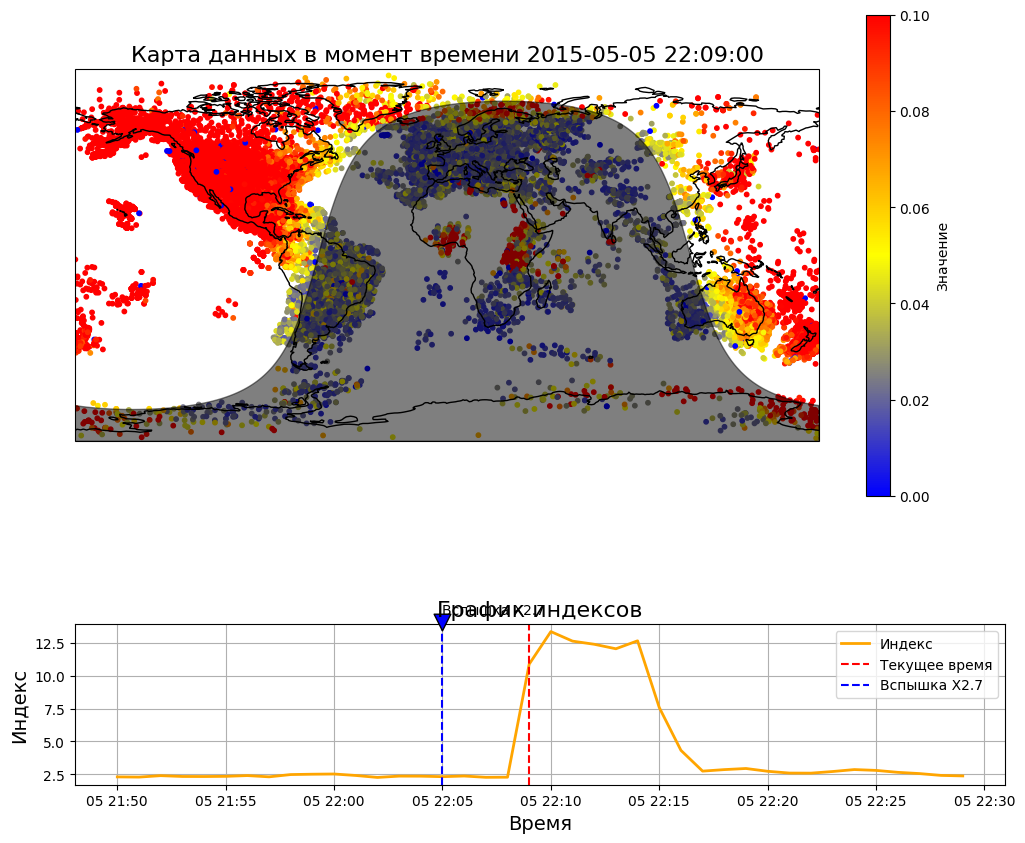 Карта данных в момент времени 2015-05-05 22:09:00
0.10
0.08
0.06
0.04
0.02
0.00
Значение
График индексов
Вспышка X2.7
12.5
10.0
7.5
5.0
2.5
Индекс
Индекс
Текущее время
Вспышка X2.7
05 21:50
05 21:55
05 22:00
05 22:05
05 22:10
05 22:15
05 22:20
05 22:25
05 22:30
Время